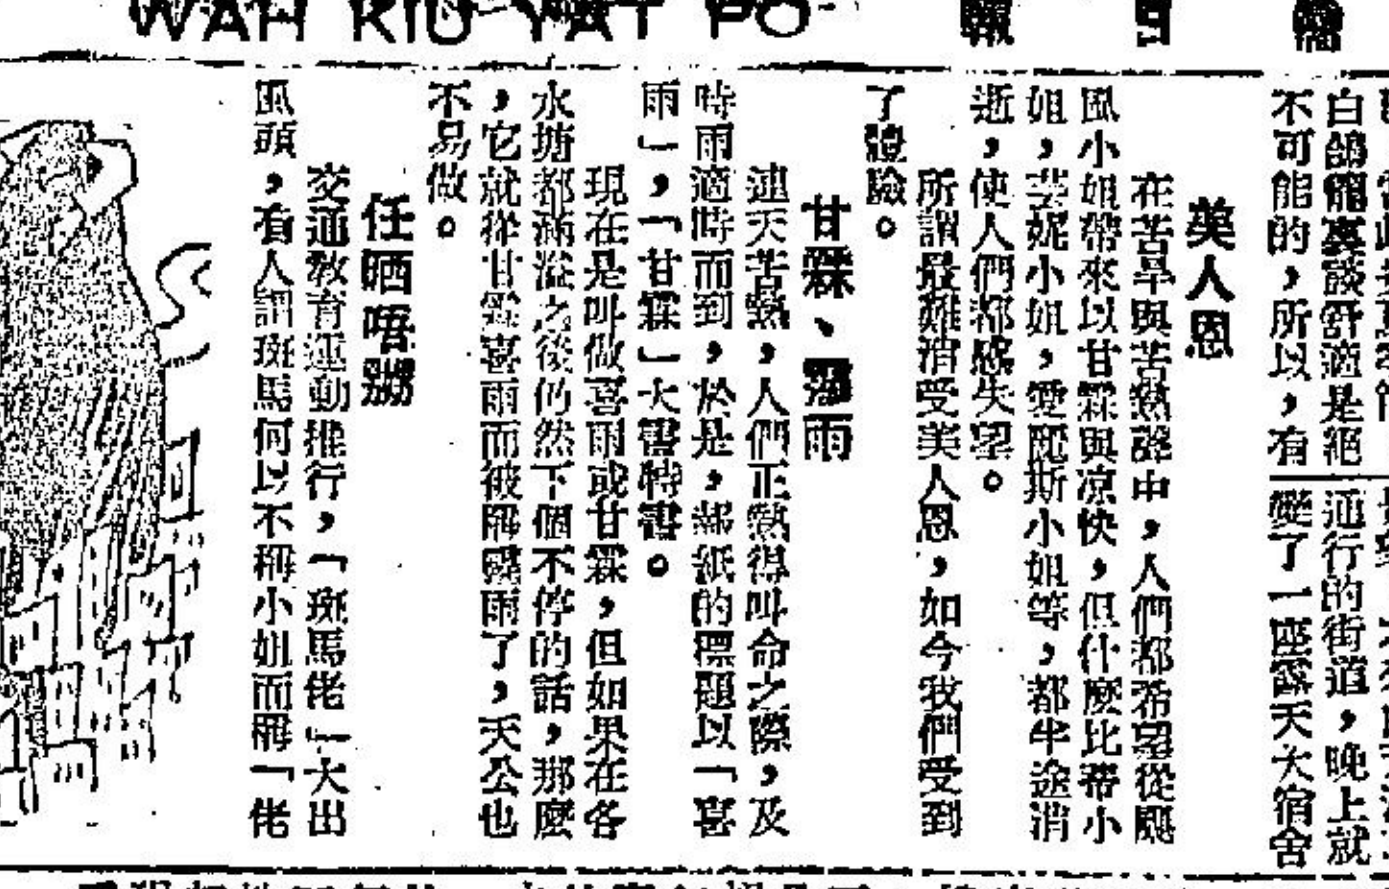 WAH KIU YAT PO
報 日 僑
白鴿籠裏談舒適是絕
不可能的，所以，有
通行的街道，晚上就
變了一座露天大宿舍
美人恩
在苦旱與苦熱聲中，人們都希望從颶
風小姐帶來以甘霖與凉快，但什麼比蒂小
姐，芸妮小姐，愛麗斯小姐等，都半途消
逝，使人們都感失望。
所謂最難消受美人恩，如今我們受到
了體驗。
甘霖、霪雨
連天苦熱，人們正熱得叫命之際，及
時雨適時而到，於是，報紙的標題以「喜
雨」，「甘霖」大書特書。
現在是叫做喜雨或甘霖，但如果在各
水塘都滿溢之後仍然下個不停的話，那麼
，它就從甘霖喜雨而被稱霪雨了，天公也
不易做。
任晒唔嬲
交通教育運動推行，「斑馬佬」大出
風頭，有人謂斑馬何以不稱小姐而稱「佬